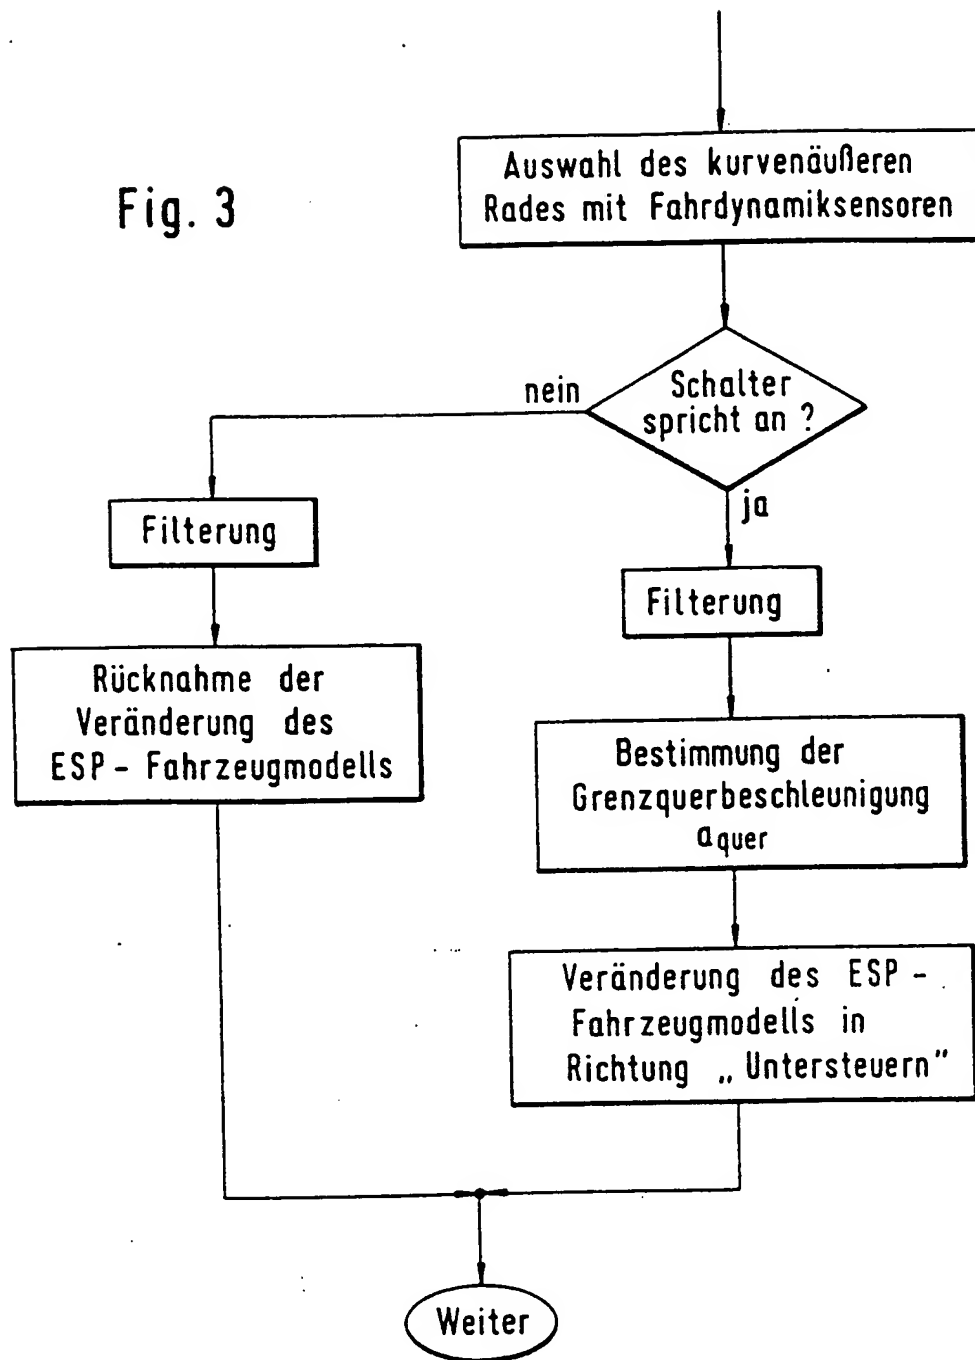 Fig. 3
Auswahl des kurvenäußeren
Rades mit Fahrdynamiksensoren
Schalter
spricht an ?
nein
ja
Filterung
Rücknahme der
Veränderung des
ESP - Fahrzeugmodells
Filterung
Bestimmung der
Grenzquerbeschleunigung
aquer
Veränderung des ESP -
Fahrzeugmodells in
Richtung „Untersteuern"
Weiter